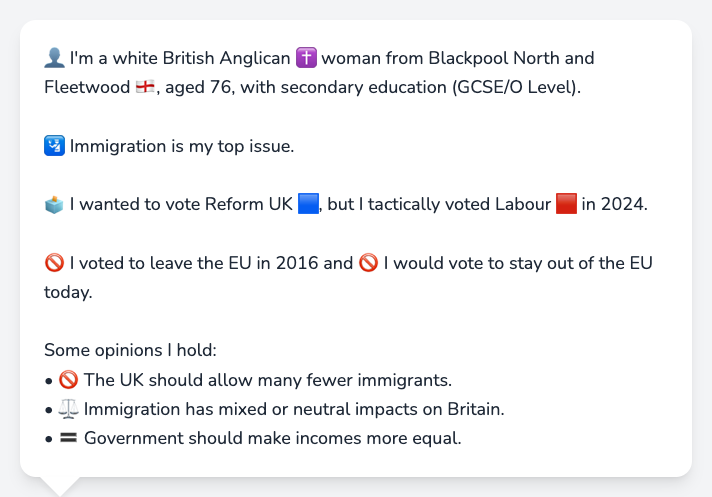 👤 I'm a white British Anglican ✝️ woman from Blackpool North and
Fleetwood 🏴󠁧󠁢󠁥󠁮󠁧󠁿, aged 76, with secondary education (GCSE/O Level).
🛂 Immigration is my top issue.
🗳️ I wanted to vote Reform UK 🟦, but I tactically voted Labour 🟥 in 2024.
🚫 I voted to leave the EU in 2016 and 🚫 I would vote to stay out of the EU
today.
Some opinions I hold:
• 🚫 The UK should allow many fewer immigrants.
• ⚖️ Immigration has mixed or neutral impacts on Britain.
• 🟰 Government should make incomes more equal.